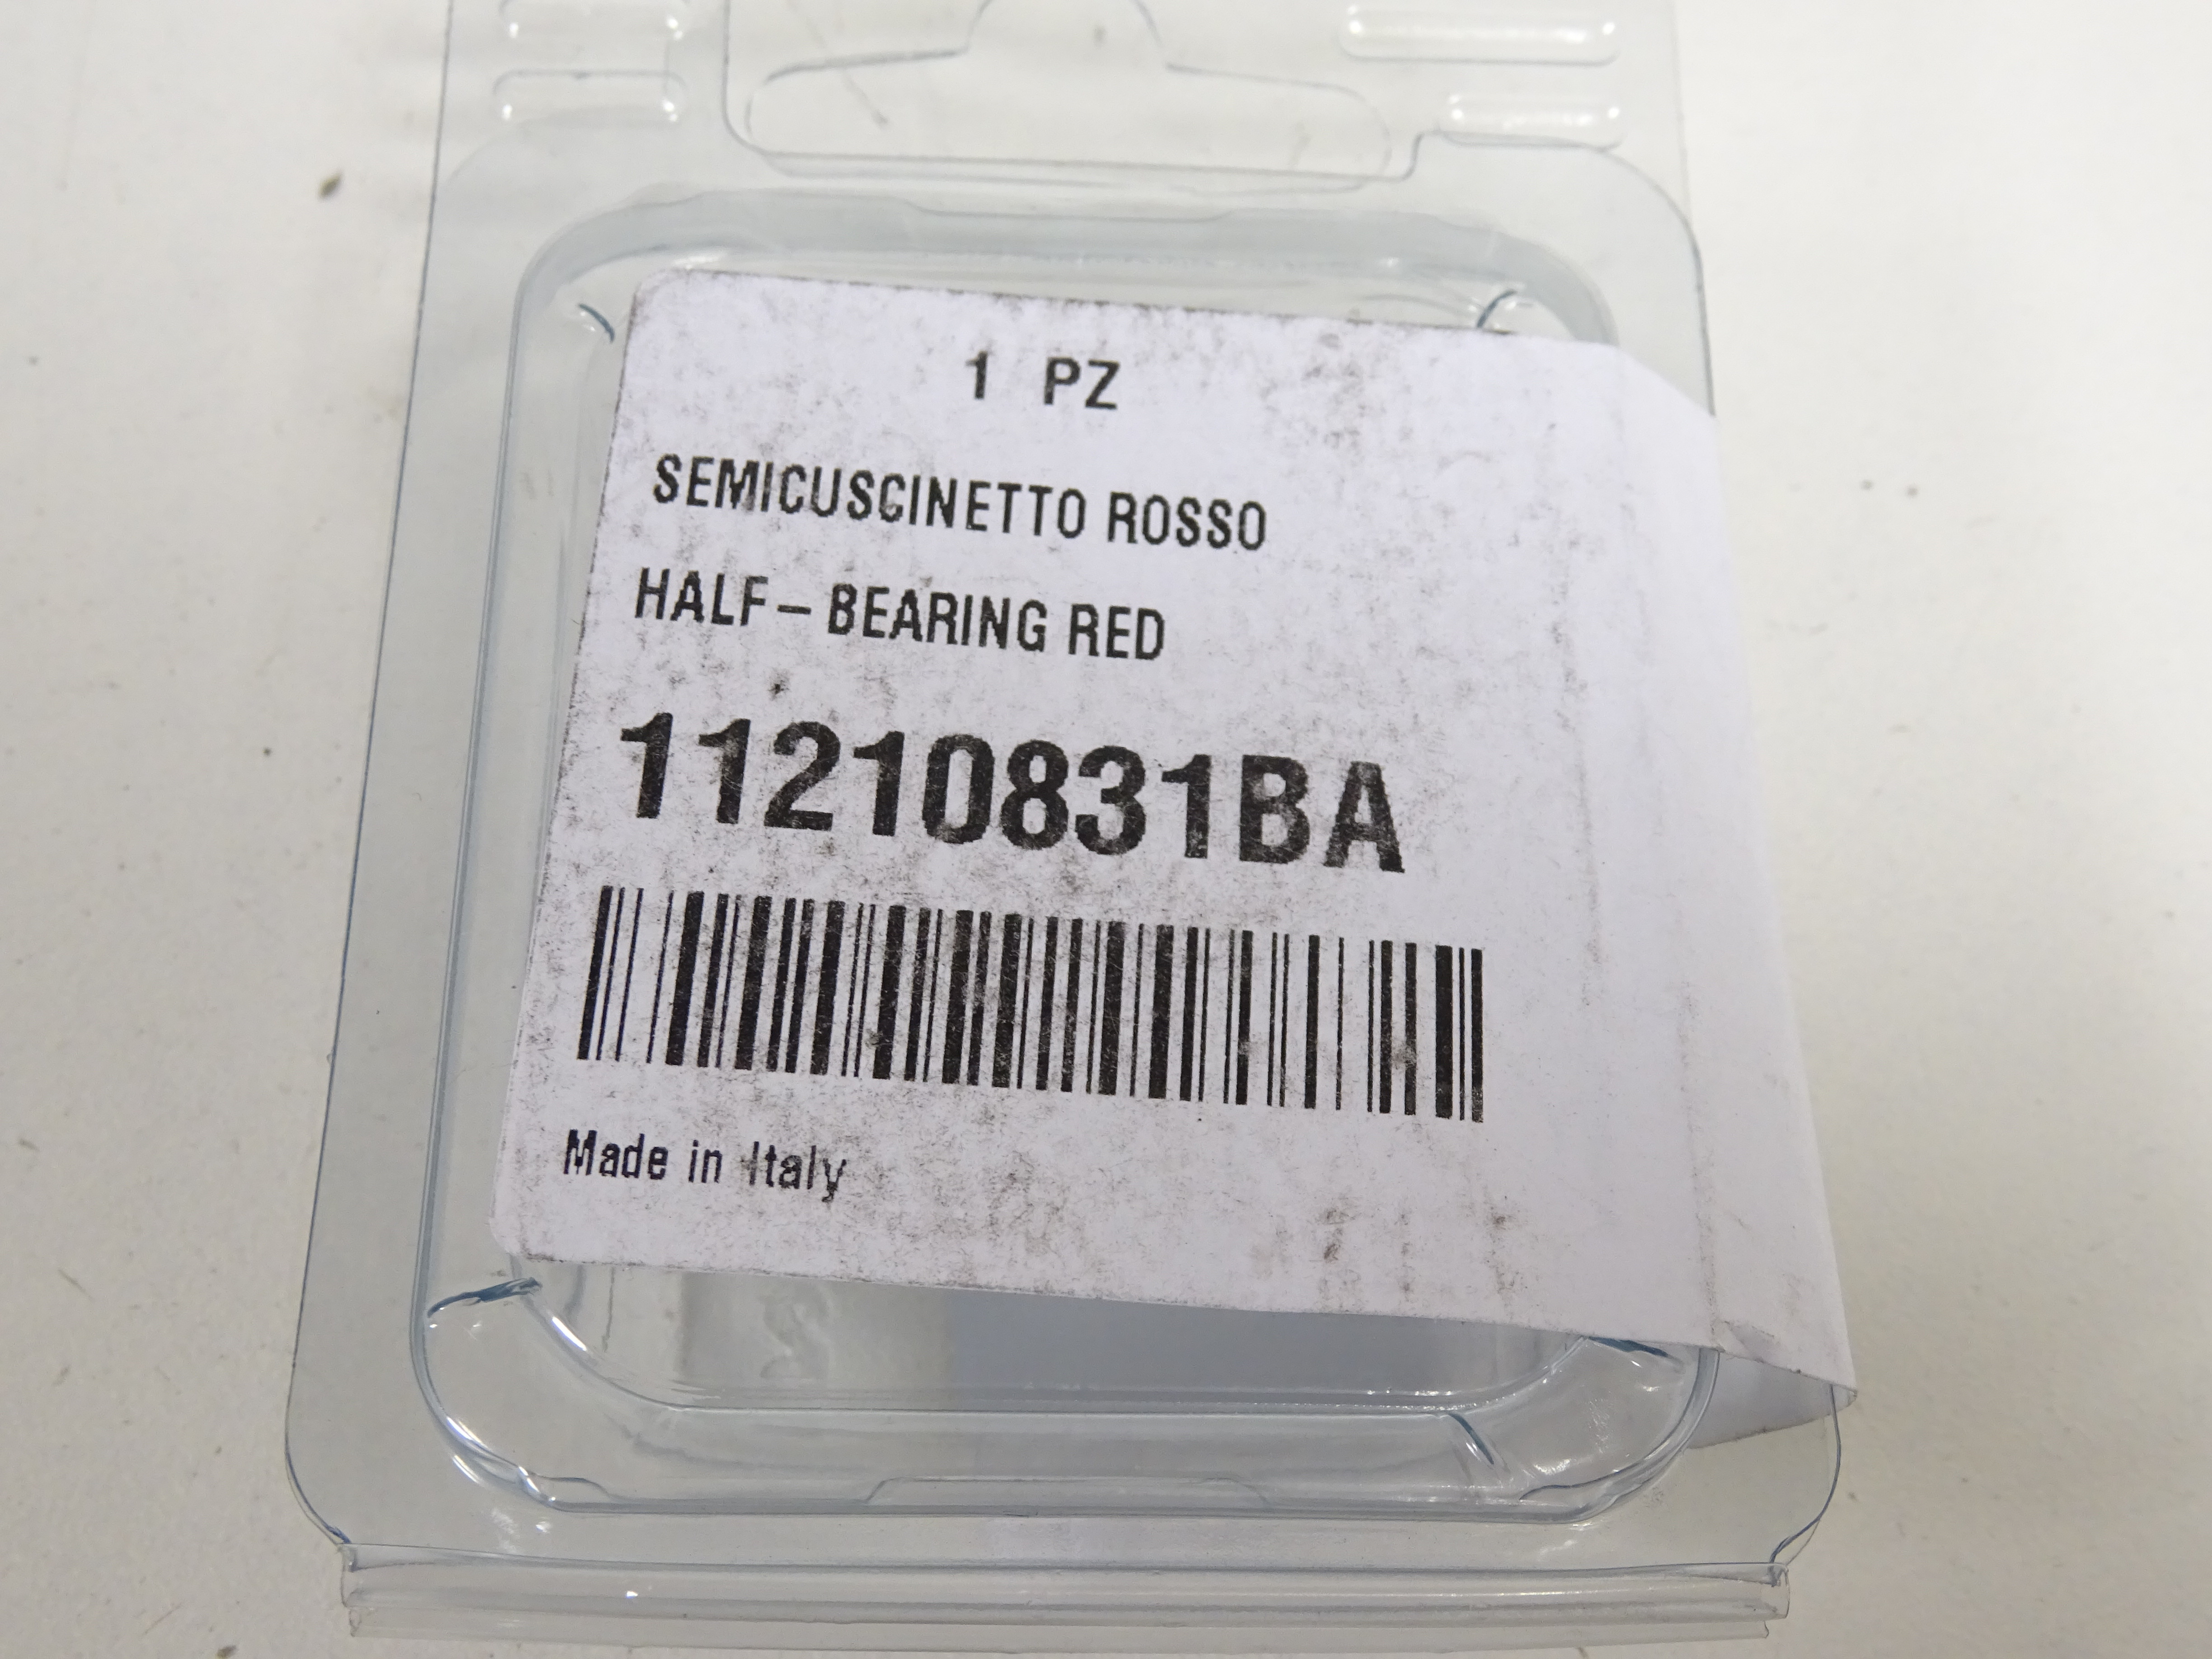 1 PZ
SEMICUSCINETTO ROSSO
HALF-BEARING RED
11210831BA
Made in Italy